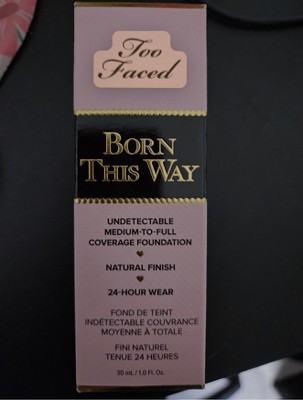 Too
Faced
BORN
THIS WAY
UNDETECTABLE
MEDIUM-TO-FULL
COVERAGE FOUNDATION
NATURAL FINISH
24-HOUR WEAR
FOND DE TEINT
INDÉTECTABLE COUVRANCE
MOYENNE À TOTALE
FINI NATUREL
TENUE 24 HEURES
30 mL/1.0 Fl. Oz.